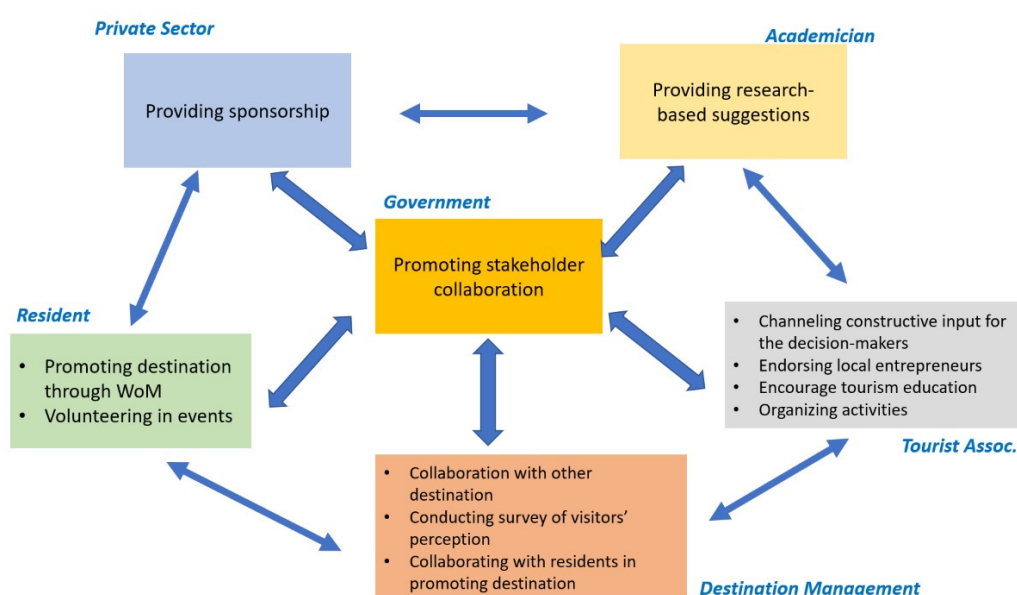 Private Sector
Academician
Providing sponsorship
Providing research-
based suggestions
Government
Promoting stakeholder
collaboration
Resident
• Promoting destination
through WoM
• Volunteering in events
• Channeling constructive input for
the decision-makers
• Endorsing local entrepreneurs
• Encourage tourism education
• Organizing activities
Tourist Assoc.
• Collaboration with other
destination
• Conducting survey of visitors’
perception
• Collaborating with residents in
promoting destination
Destination Management